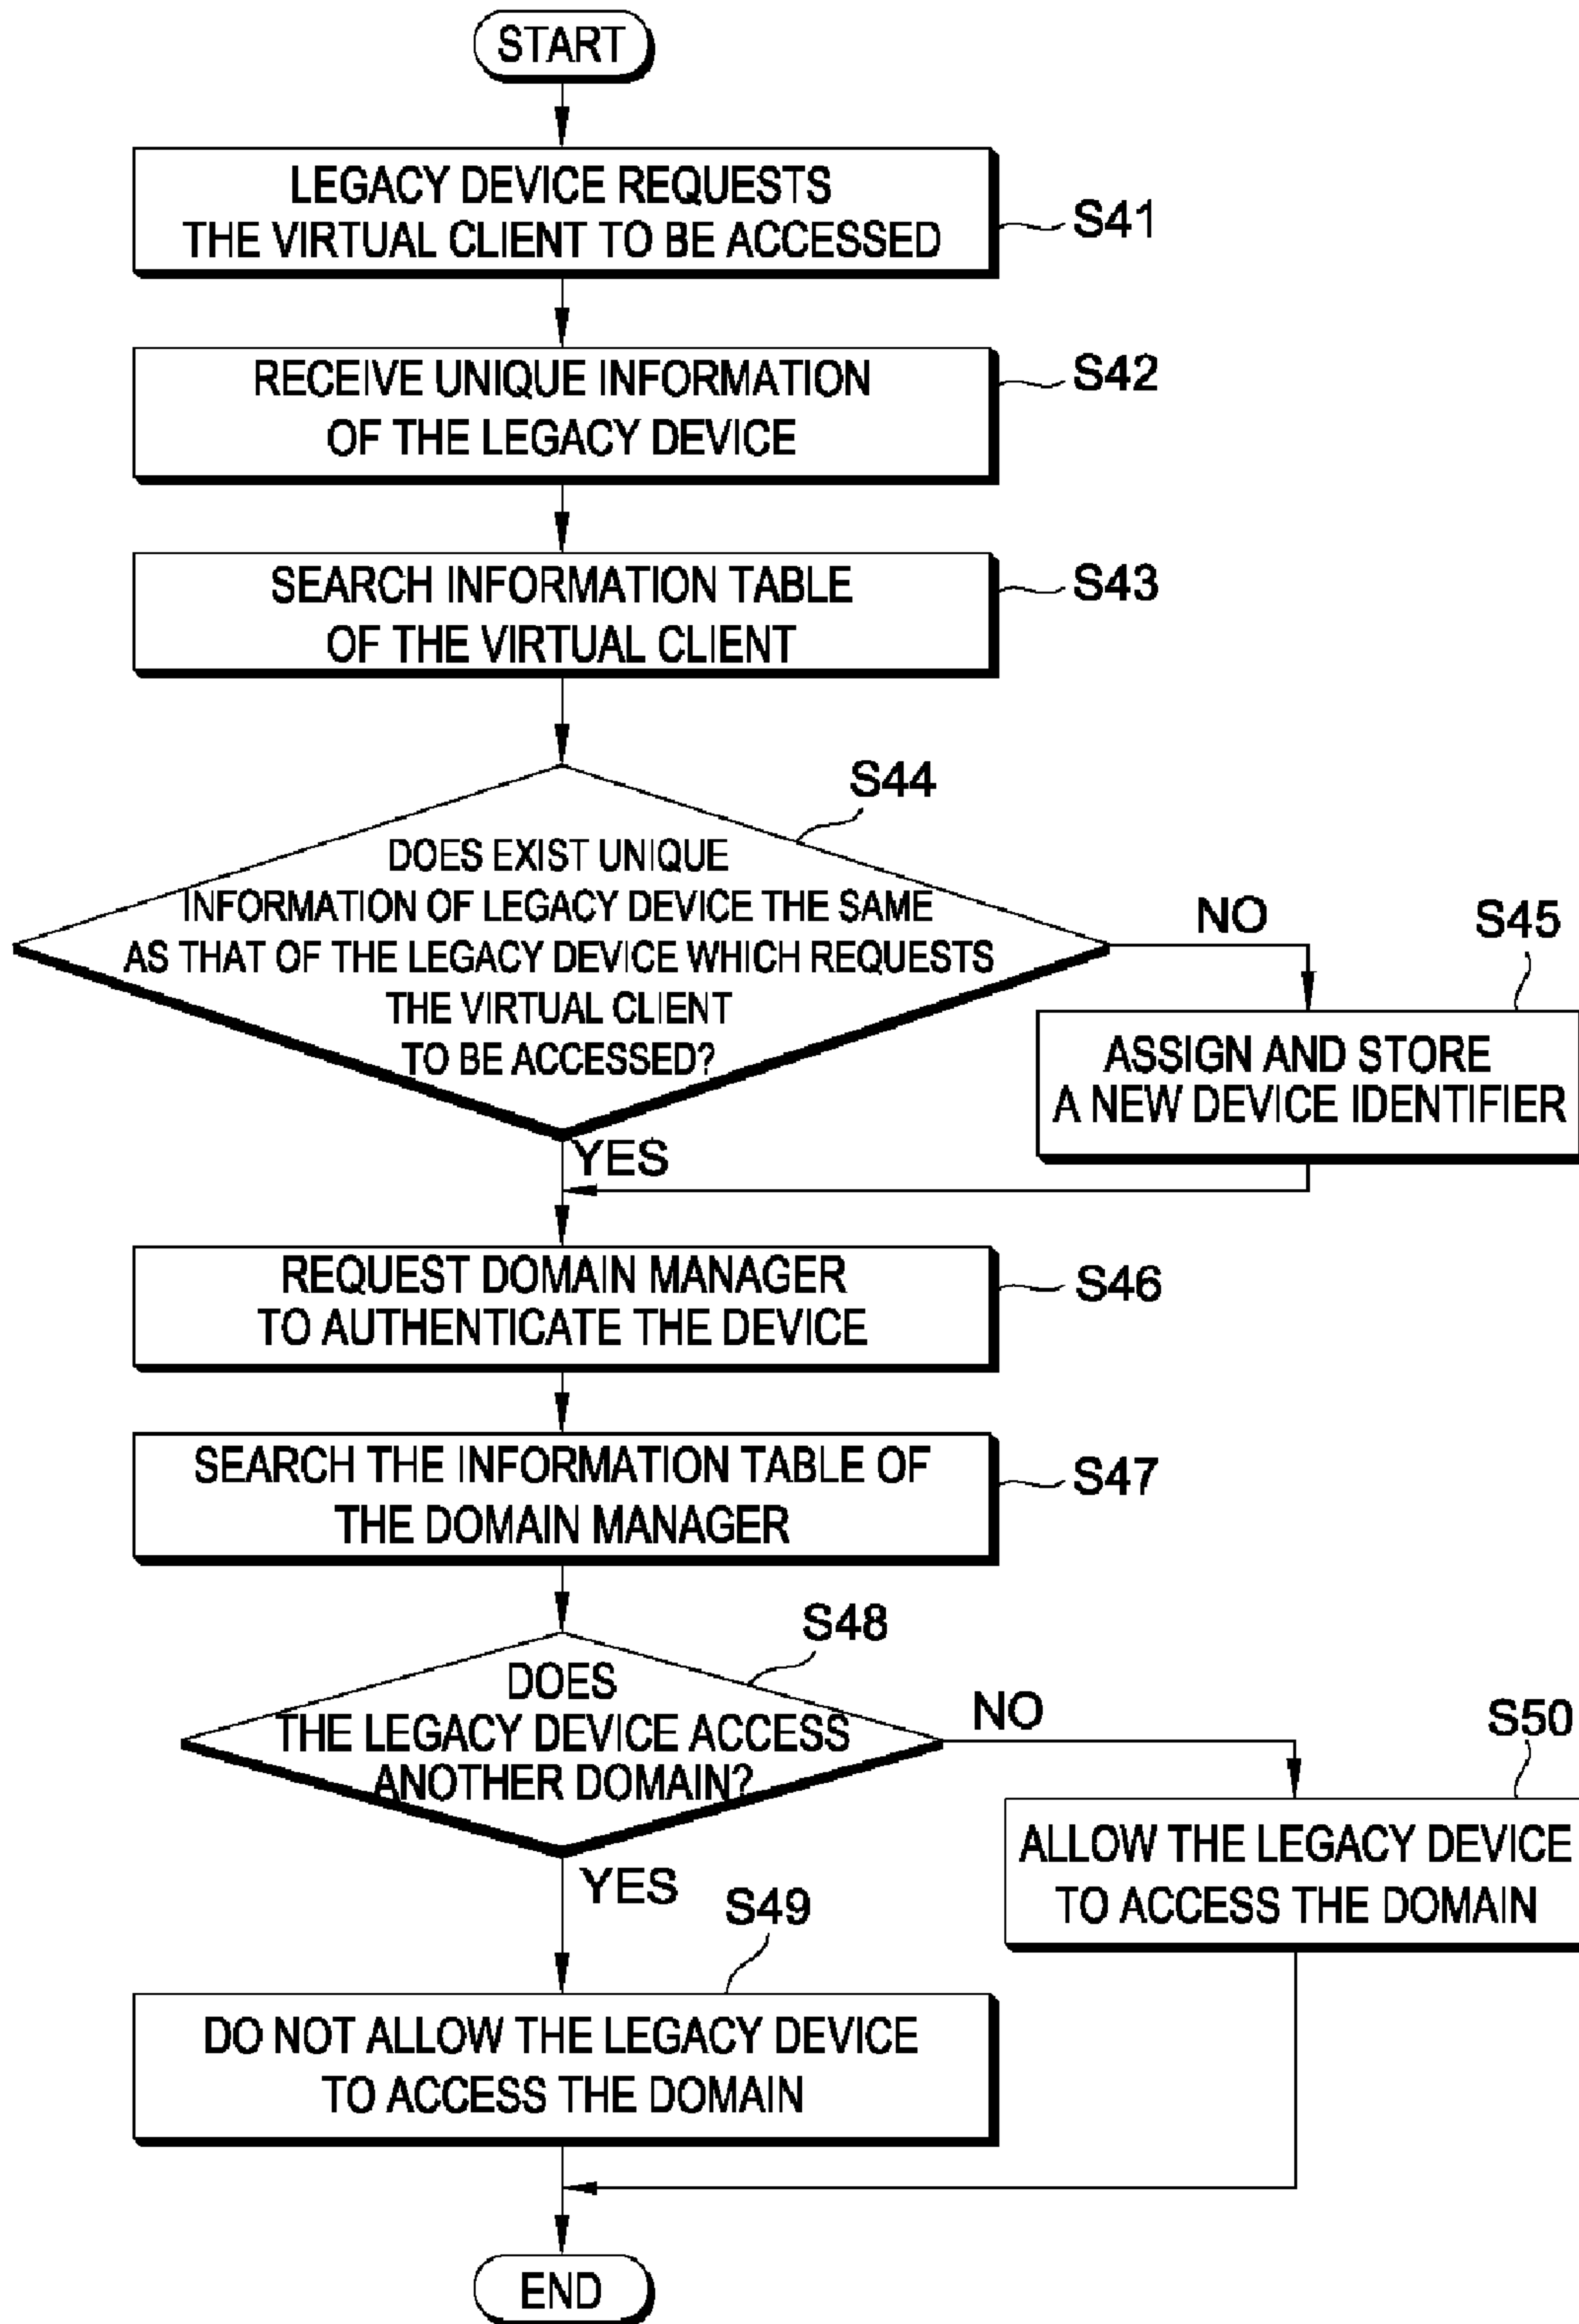 START
LEGACY DEVICE REQUESTS
THE VIRTUAL CLIENT TO BE ACCESSED
S41
RECEIVE UNIQUE INFORMATION
OF THE LEGACY DEVICE
S42
SEARCH INFORMATION TABLE
OF THE VIRTUAL CLIENT
S43
S44
DOES EXIST UNIQUE
INFORMATION OF LEGACY DEVICE THE SAME
AS THAT OF THE LEGACY DEVICE WHICH REQUESTS
THE VIRTUAL CLIENT
TO BE ACCESSED?
NO
S45
ASSIGN AND STORE
A NEW DEVICE IDENTIFIER
YES
REQUEST DOMAIN MANAGER
TO AUTHENTICATE THE DEVICE
S46
SEARCH THE INFORMATION TABLE OF
THE DOMAIN MANAGER
S47
S48
DOES
THE LEGACY DEVICE ACCESS
ANOTHER DOMAIN?
NO
S50
ALLOW THE LEGACY DEVICE
TO ACCESS THE DOMAIN
YES
S49
DO NOT ALLOW THE LEGACY DEVICE
TO ACCESS THE DOMAIN
END